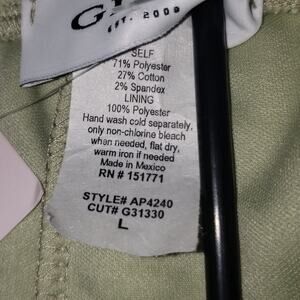 EST. 2009
SELF
71% Polyester
27% Cotton
2% Spandex
LINING
100% Polyester
Hand wash cold separately,
only non-chlorine bleach
when needed, flat dry,
warm iron if needed
Made in Mexico
RN # 151771
STYLE# AP4240
CUT# G31330
L